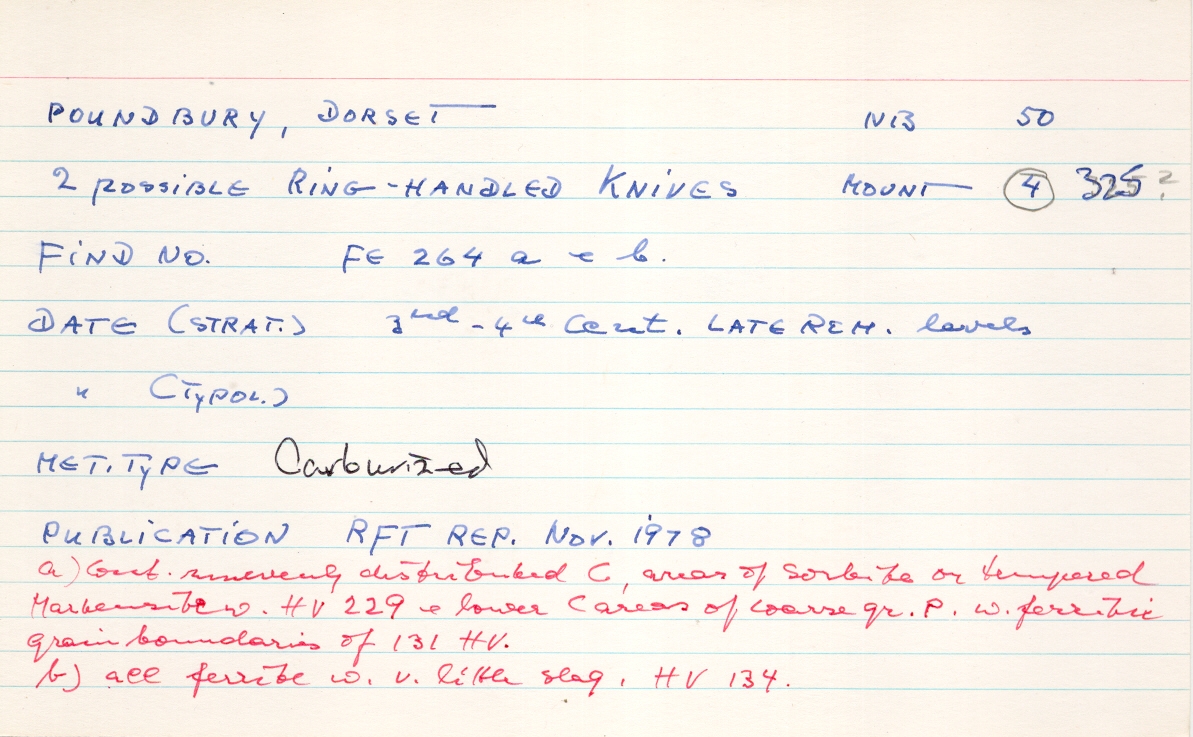 POUNDBURY, DORSET NB 50
2 POSSIBLE RING-HANDLED KNIVES MOUNT 4 325 ?
FIND NO. FE 264 a & b.
DATE (STRAT.) 3rd - 4th Cent. LATE ROM. levels
" (TYPOL.)
MET. TYPE Carburized
PUBLICATION RFT REP. Nov. 1978
a) Cont. unevenly distributed C, areas of sorbite or tempered
Martensite w. HV 229 & lower C areas of coarse gr. P. w. ferritic
grain boundaries of 131 HV.
b) all ferrite w. v. little slag. HV 134.